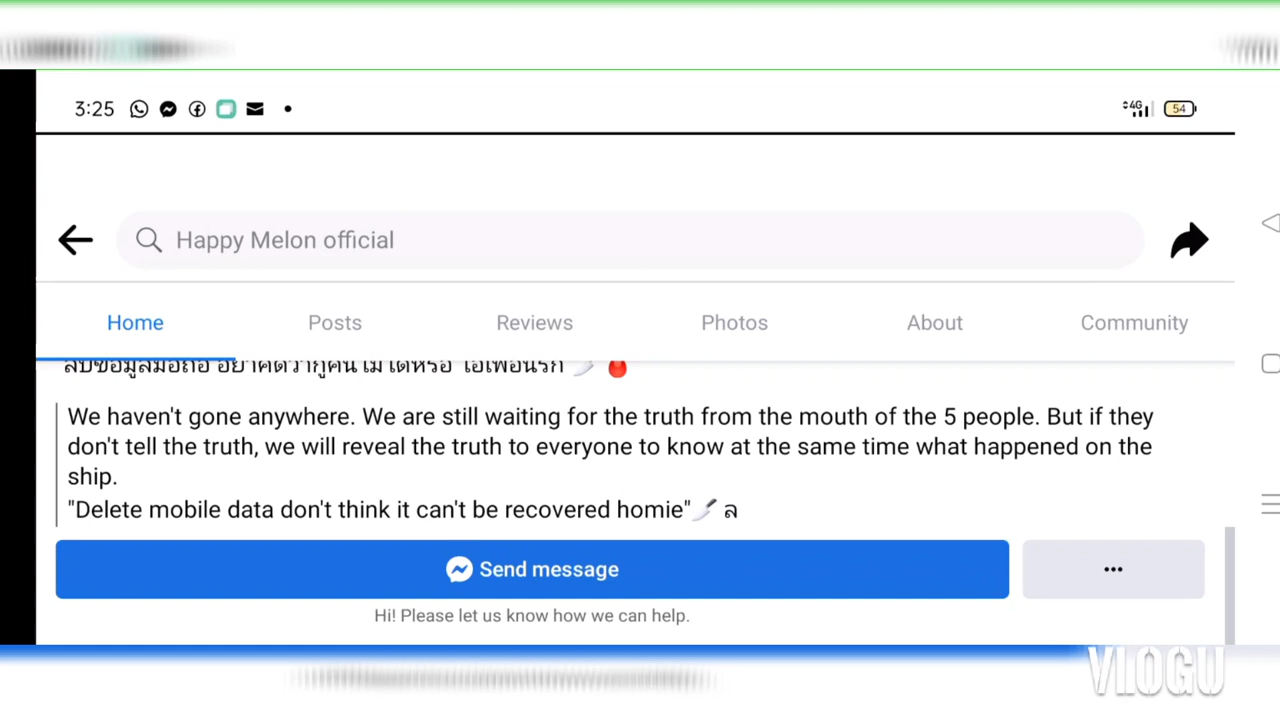 3:25
4G
54
Happy Melon official
Home
Posts
Reviews
Photos
About
Community
We haven't gone anywhere. We are still waiting for the truth from the mouth of the 5 people. But if they
don't tell the truth, we will reveal the truth to everyone to know at the same time what happened on the
ship.
"Delete mobile data don't think it can't be recovered homie"🔪 ล
Send message
Hi! Please let us know how we can help.
VLOGU